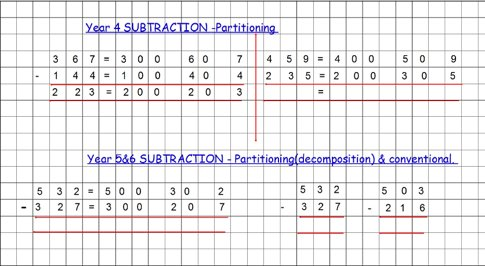 Year 4 SUBTRACTION -Partitioning
3 6 7 = 3 0 0 6 0 7 4 5 9 = 4 0 0 5 0 9
- 1 4 4 = 1 0 0 4 0 4 2 3 5 = 2 0 0 3 0 5
2 2 3 = 2 0 0 2 0 3 =
Year 5&6 SUBTRACTION - Partitioning(decomposition) & conventional.
5 3 2 = 5 0 0 3 0 2 5 3 2 5 0 3
- 3 2 7 = 3 0 0 2 0 7 - 3 2 7 - 2 1 6